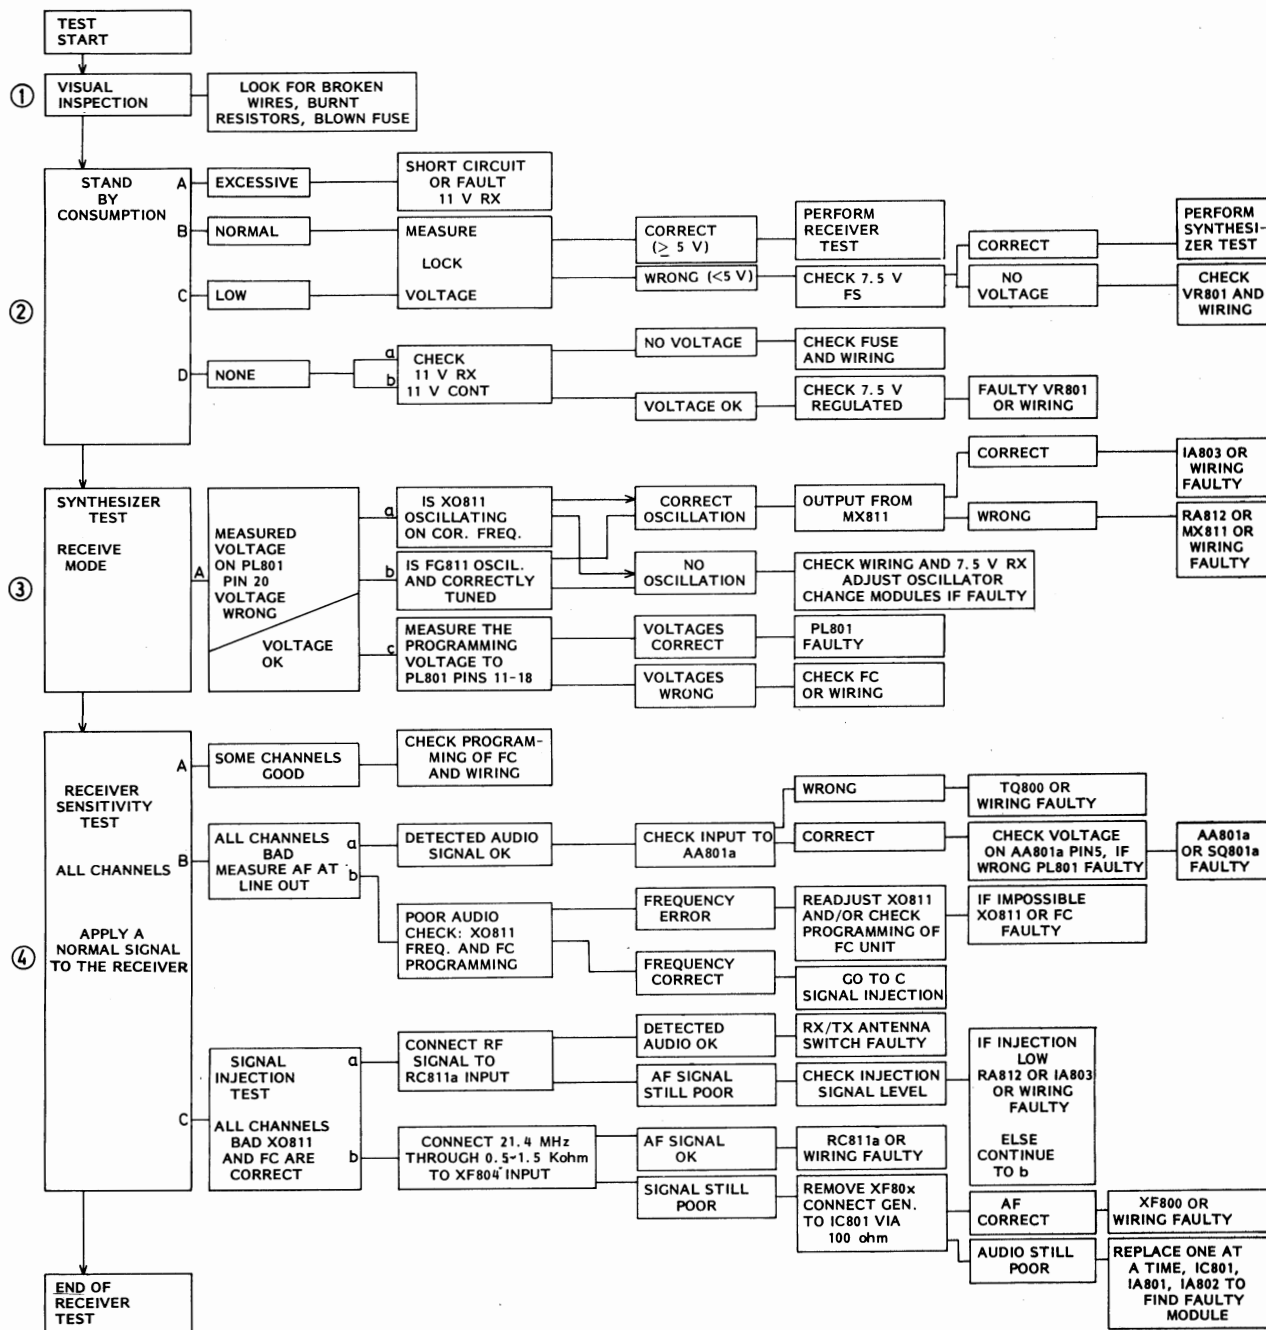 TEST
START
①
VISUAL
INSPECTION
LOOK FOR BROKEN
WIRES, BURNT
RESISTORS, BLOWN FUSE
②
STAND
BY
CONSUMPTION
A
EXCESSIVE
SHORT CIRCUIT
OR FAULT
11 V RX
B
NORMAL
MEASURE
LOCK
VOLTAGE
C
LOW
CORRECT
(≥ 5 V)
PERFORM
RECEIVER
TEST
WRONG (<5 V)
CHECK 7.5 V
FS
CORRECT
PERFORM
SYNTHESI-
ZER TEST
NO
VOLTAGE
CHECK
VR801 AND
WIRING
D
NONE
a
b
CHECK
11 V RX
11 V CONT
NO VOLTAGE
CHECK FUSE
AND WIRING
VOLTAGE OK
CHECK 7.5 V
REGULATED
FAULTY VR801
OR WIRING
③
SYNTHESIZER
TEST
RECEIVE
MODE
A
MEASURED
VOLTAGE
ON PL801
PIN 20
VOLTAGE
WRONG
VOLTAGE
OK
a
IS XO811
OSCILLATING
ON COR. FREQ.
b
IS FG811 OSCIL.
AND CORRECTLY
TUNED
c
MEASURE THE
PROGRAMMING
VOLTAGE TO
PL801 PINS 11-18
CORRECT
OSCILLATION
OUTPUT FROM
MX811
CORRECT
IA803 OR
WIRING
FAULTY
WRONG
RA812 OR
MX811 OR
WIRING
FAULTY
NO
OSCILLATION
CHECK WIRING AND 7.5 V RX
ADJUST OSCILLATOR
CHANGE MODULES IF FAULTY
VOLTAGES
CORRECT
PL801
FAULTY
VOLTAGES
WRONG
CHECK FC
OR WIRING
④
RECEIVER
SENSITIVITY
TEST
ALL CHANNELS
APPLY A
NORMAL SIGNAL
TO THE RECEIVER
A
SOME CHANNELS
GOOD
CHECK PROGRAM-
MING OF FC
AND WIRING
B
ALL CHANNELS
BAD
MEASURE AF AT
LINE OUT
a
DETECTED AUDIO
SIGNAL OK
CHECK INPUT TO
AA801a
WRONG
TQ800 OR
WIRING FAULTY
CORRECT
CHECK VOLTAGE
ON AA801a PIN5, IF
WRONG PL801 FAULTY
AA801a
OR SQ801a
FAULTY
b
POOR AUDIO
CHECK: XO811
FREQ. AND FC
PROGRAMMING
FREQUENCY
ERROR
READJUST XO811
AND/OR CHECK
PROGRAMMING OF
FC UNIT
IF IMPOSSIBLE
XO811 OR FC
FAULTY
FREQUENCY
CORRECT
GO TO C
SIGNAL INJECTION
C
SIGNAL
INJECTION
TEST
ALL CHANNELS
BAD XO811
AND FC ARE
CORRECT
a
CONNECT RF
SIGNAL TO
RC811a INPUT
DETECTED
AUDIO OK
RX/TX ANTENNA
SWITCH FAULTY
AF SIGNAL
STILL POOR
CHECK INJECTION
SIGNAL LEVEL
IF INJECTION
LOW
RA812 OR IA803
OR WIRING
FAULTY
ELSE
CONTINUE
TO b
b
CONNECT 21.4 MHz
THROUGH 0.5-1.5 Kohm
TO XF804 INPUT
AF SIGNAL
OK
RC811a OR
WIRING FAULTY
SIGNAL STILL
POOR
REMOVE XF80x
CONNECT GEN.
TO IC801 VIA
100 ohm
AF
CORRECT
XF800 OR
WIRING FAULTY
AUDIO STILL
POOR
REPLACE ONE AT
A TIME, IC801,
IA801, IA802 TO
FIND FAULTY
MODULE
END OF
RECEIVER
TEST